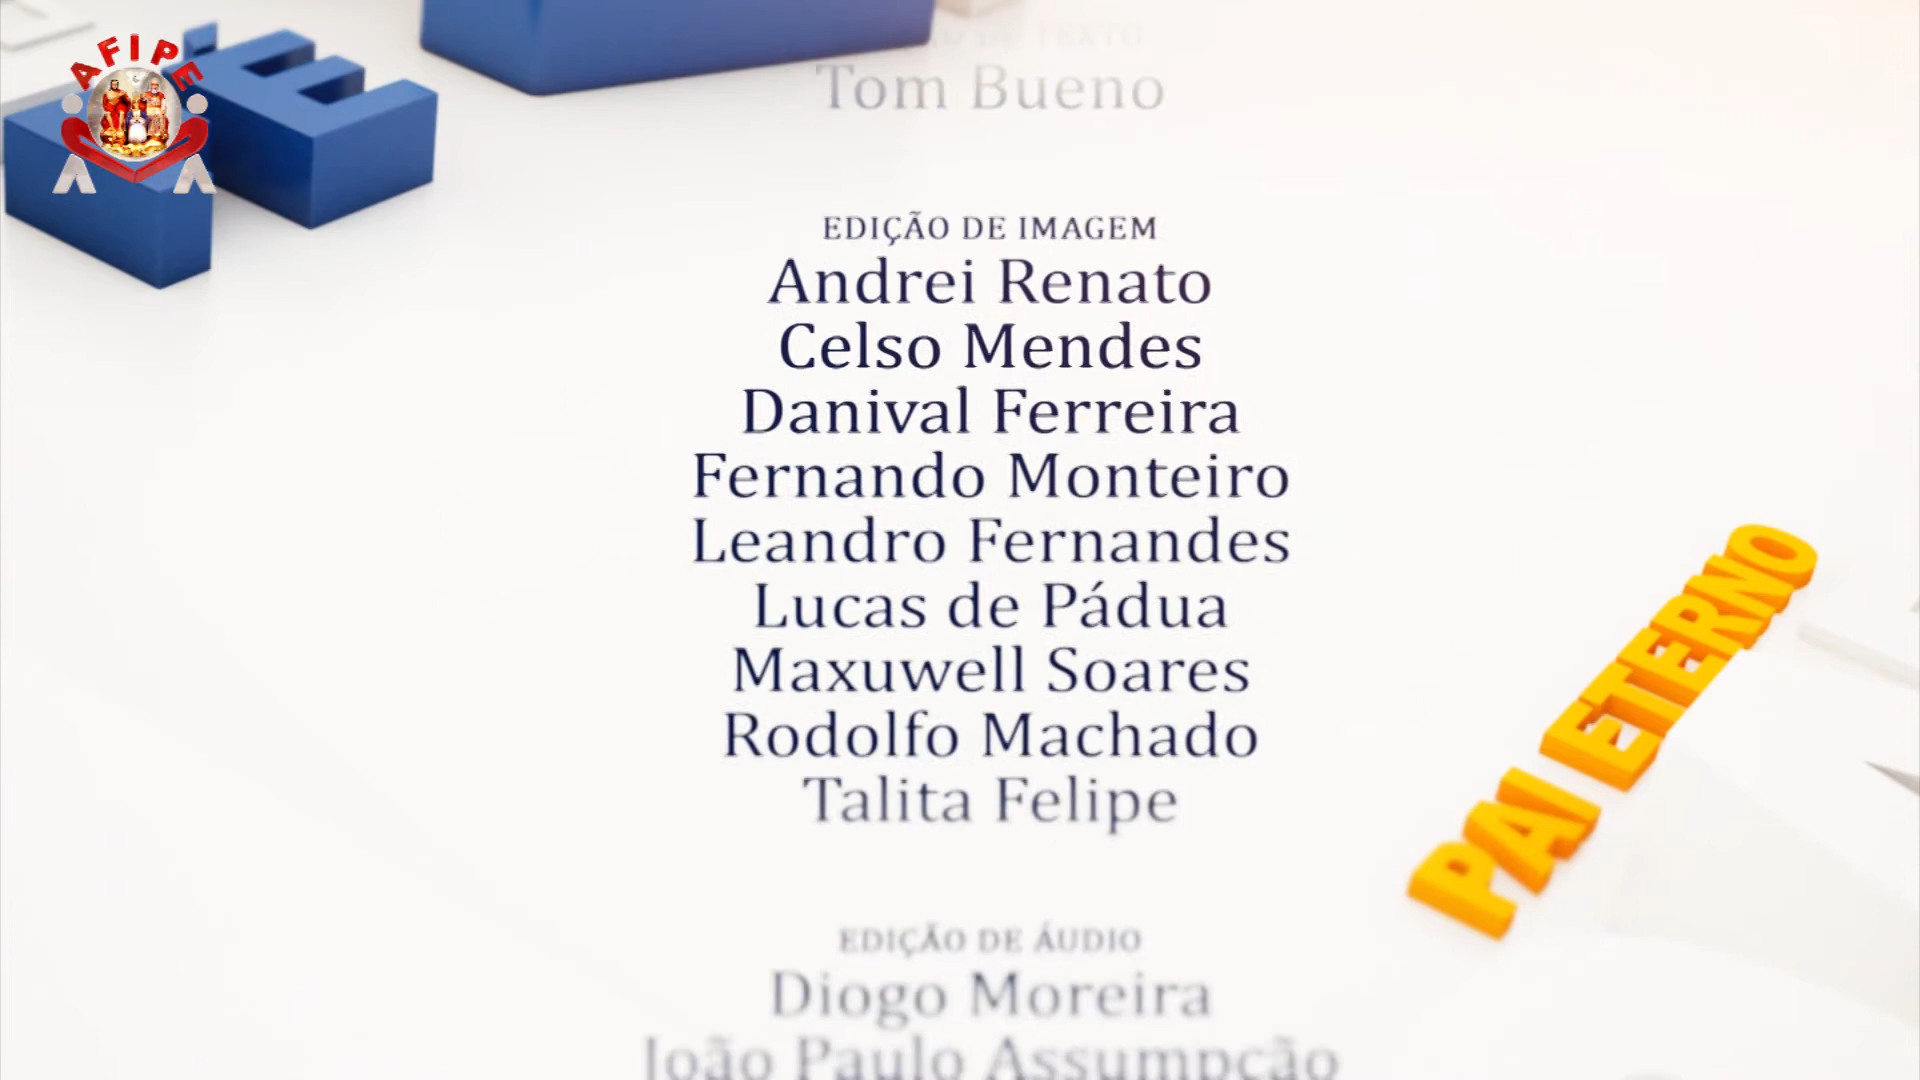 AFIPE
Tom Bueno
EDIÇÃO DE IMAGEM
Andrei Renato
Celso Mendes
Danival Ferreira
Fernando Monteiro
Leandro Fernandes
Lucas de Pádua
Maxuwell Soares
Rodolfo Machado
Talita Felipe
PAI ETERNO
EDIÇÃO DE ÁUDIO
Diogo Moreira
João Paulo Assumpção